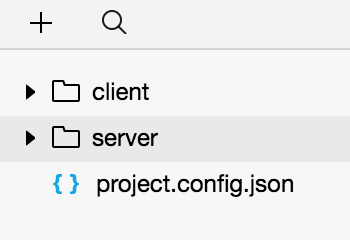 client
server
{ } project.config.json